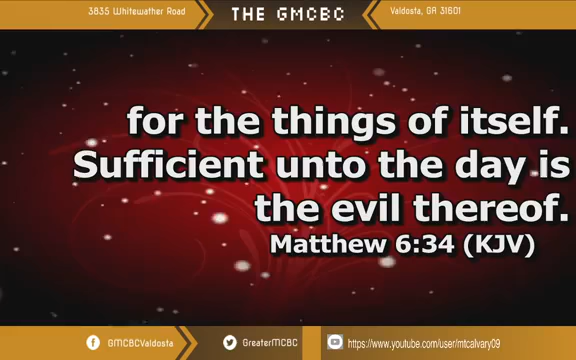 3835 Whitewather Road
THE GMCBC
Valdosta, GA 31601
for the things of itself.
Sufficient unto the day is
the evil thereof.
Matthew 6:34 (KJV)
GMCBCValdosta
GreaterMCBC
https://www.youtube.com/user/mtcalvary09